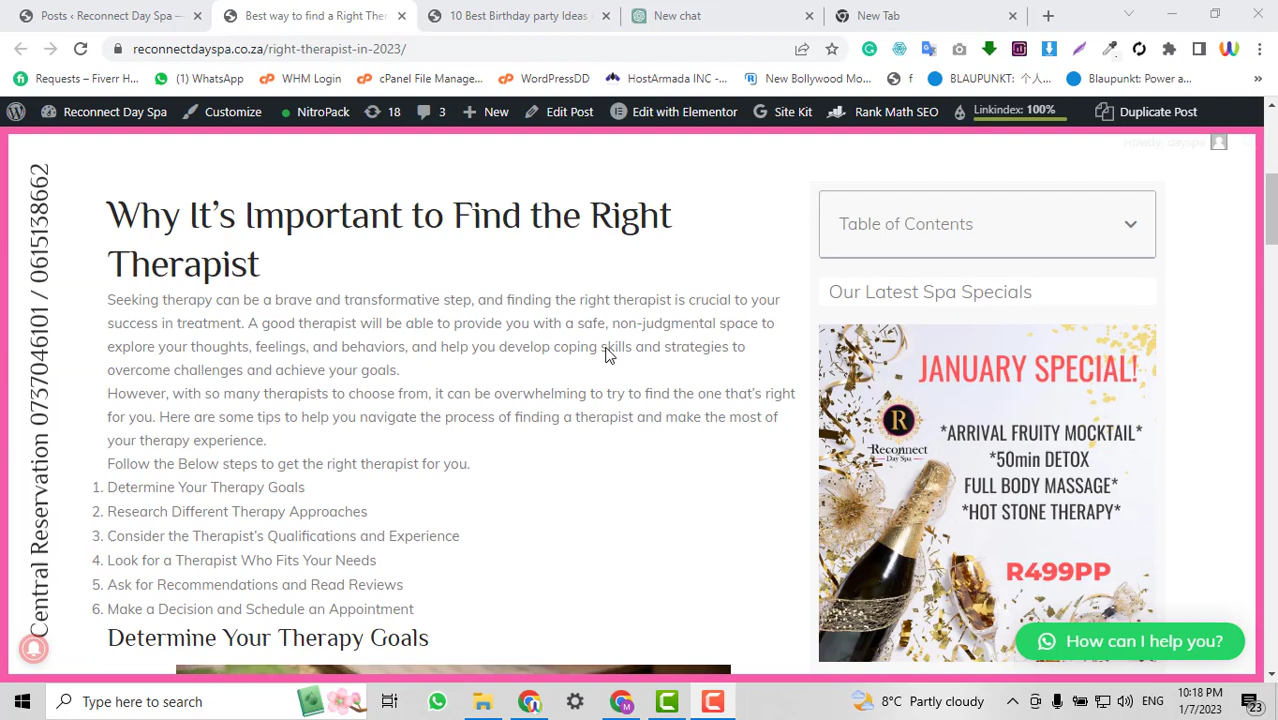 Posts ‹ Reconnect Day Spa —
Best way to find a Right Ther
10 Best Birthday party Ideas
New chat
New Tab
reconnectdayspa.co.za/right-therapist-in-2023/
Requests – Fiverr H...
(1) WhatsApp
WHM Login
cPanel File Manage...
WordPressDD
HostArmada INC -...
New Bollywood Mo...
f
BLAUPUNKT: 个人...
Blaupunkt: Power a...
»
Reconnect Day Spa
Customize
NitroPack
18
3
New
Edit Post
Edit with Elementor
Site Kit
Rank Math SEO
Linkindex: 100%
Duplicate Post
Howdy, dayspa
Central Reservation 0737046101 / 0615138662
Why It’s Important to Find the Right
Therapist
Seeking therapy can be a brave and transformative step, and finding the right therapist is crucial to your
success in treatment. A good therapist will be able to provide you with a safe, non-judgmental space to
explore your thoughts, feelings, and behaviors, and help you develop coping skills and strategies to
overcome challenges and achieve your goals.
However, with so many therapists to choose from, it can be overwhelming to try to find the one that’s right
for you. Here are some tips to help you navigate the process of finding a therapist and make the most of
your therapy experience.
Follow the Below steps to get the right therapist for you.
1. Determine Your Therapy Goals
2. Research Different Therapy Approaches
3. Consider the Therapist’s Qualifications and Experience
4. Look for a Therapist Who Fits Your Needs
5. Ask for Recommendations and Read Reviews
6. Make a Decision and Schedule an Appointment
Determine Your Therapy Goals
Table of Contents
Our Latest Spa Specials
JANUARY SPECIAL!
R
Reconnect
Day Spa
*ARRIVAL FRUITY MOCKTAIL*
*50min DETOX
FULL BODY MASSAGE*
*HOT STONE THERAPY*
R499PP
How can I help you?
Type here to search
8°C Partly cloudy
ENG
10:18 PM
1/7/2023
23